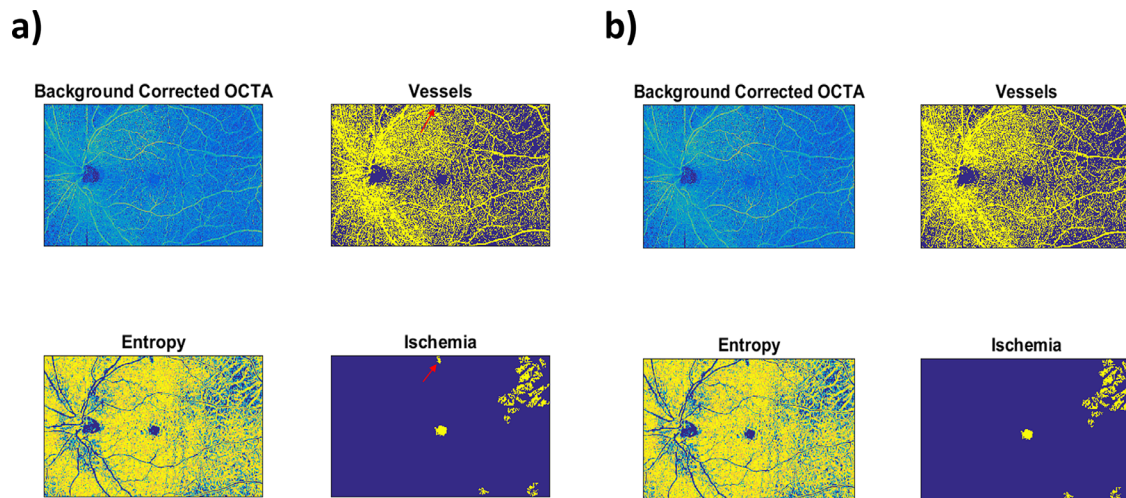 a)
b)
Background Corrected OCTA
Vessels
Background Corrected OCTA
Vessels
Entropy
Ischemia
Entropy
Ischemia